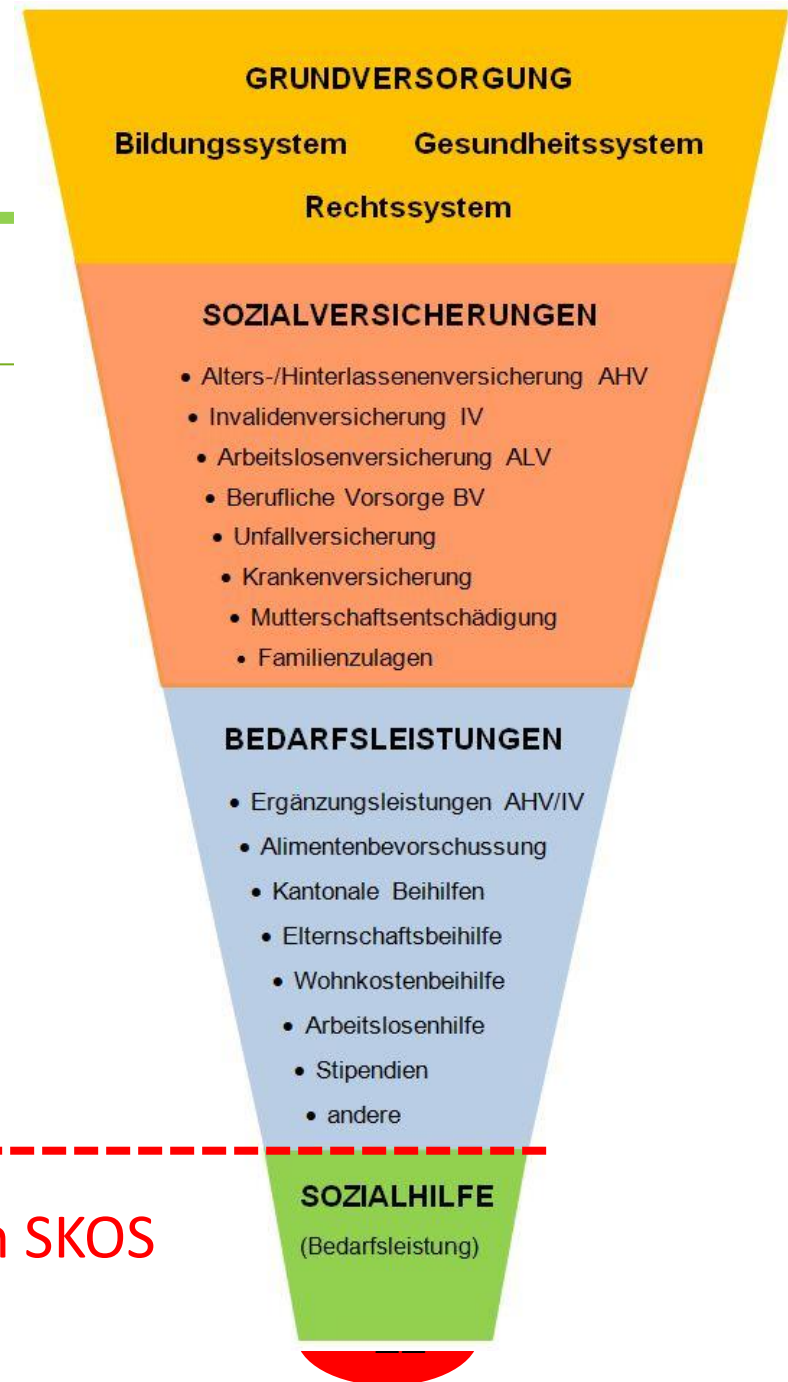 GRUNDVERSORGUNG
Bildungssystem Gesundheitssystem
Rechtssystem
SOZIALVERSICHERUNGEN
• Alters-/Hinterlassenenversicherung AHV
• Invalidenversicherung IV
• Arbeitslosenversicherung ALV
• Berufliche Vorsorge BV
• Unfallversicherung
• Krankenversicherung
• Mutterschaftsentschädigung
• Familienzulagen
BEDARFSLEISTUNGEN
• Ergänzungsleistungen AHV/IV
• Alimentenbevorschussung
• Kantonale Beihilfen
• Elternschaftsbeihilfe
• Wohnkostenbeihilfe
• Arbeitslosenhilfe
• Stipendien
• andere
SOZIALHILFE
SKOS
(Bedarfsleistung)